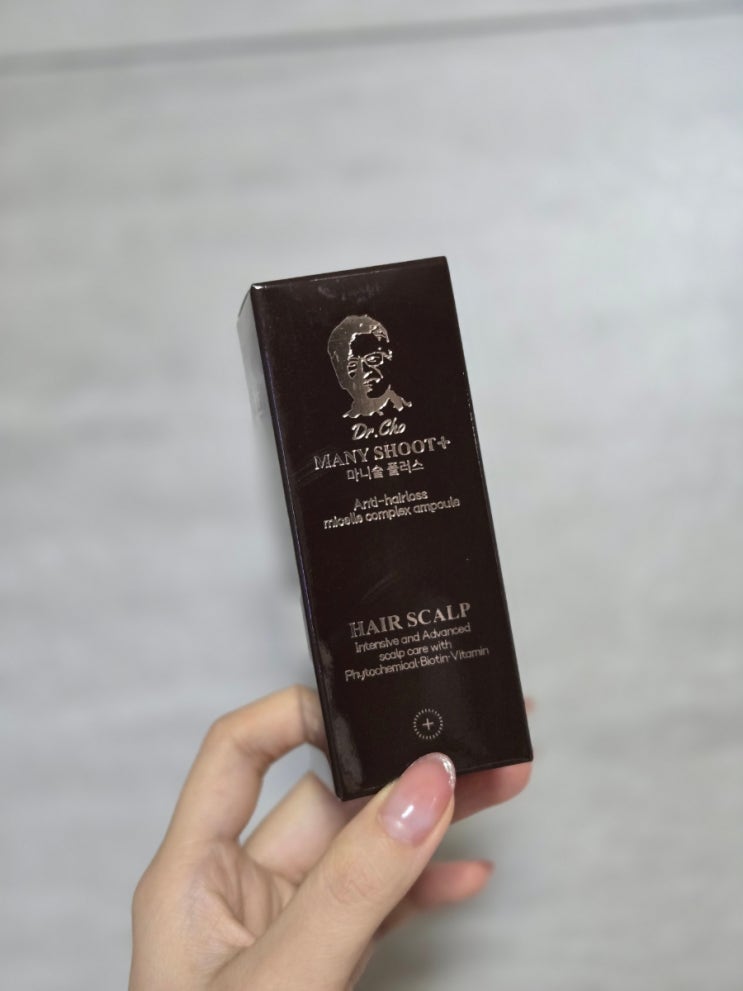 Dr.Cho
MANY SHOOT+
마니숱 플러스
Anti-hairloss
micelle complex ampoule
HAIR SCALP
Intensive and Advanced
scalp care with
Phytochemical·Biotin·Vitamin